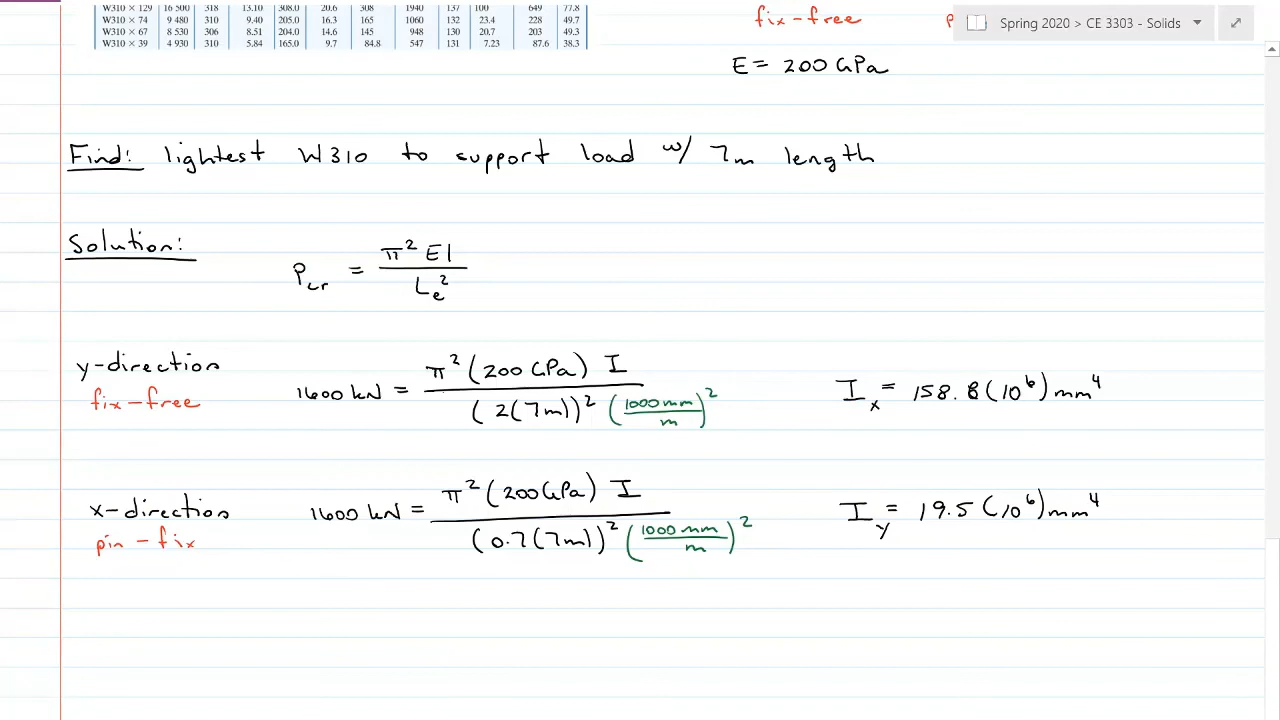 W310 × 129 16 500 318 13.10 308.0 20.6 308 1940 137 100 649 77.8
W310 × 74 9 480 310 9.40 205.0 16.3 165 1060 132 23.4 228 49.7
W310 × 67 8 530 306 8.51 204.0 14.6 145 948 130 20.7 203 49.3
W310 × 39 4 930 310 5.84 165.0 9.7 84.8 547 131 7.23 87.6 38.3
fix-free
Spring 2020 > CE 3303 - Solids
E = 200 GPa
Find: lightest W310 to support load w/ 7m length
Solution: P_cr = π² EI / L_e²
y-direction
fix-free
1600 kN = π² (200 GPa) I / (2(7m))² (1000 mm / m)²
I_x = 158.8 (10⁶) mm⁴
x-direction
pin - fix
1600 kN = π² (200 GPa) I / (0.7(7m))² (1000 mm / m)²
I_y = 19.5 (10⁶) mm⁴